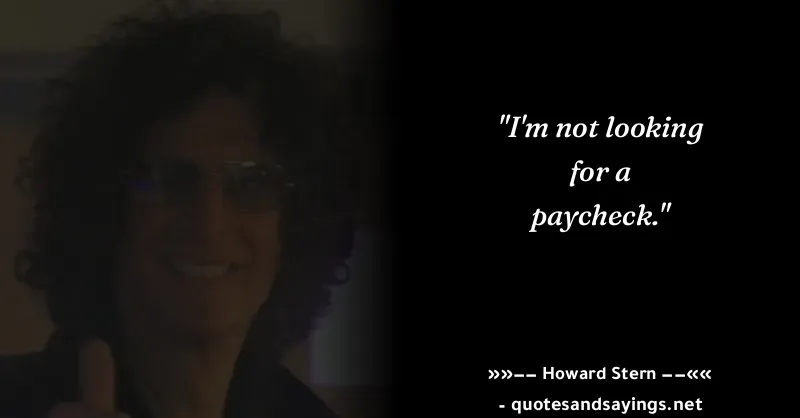 "I'm not looking
for a
paycheck."
»»—— Howard Stern ——««
- quotesandsayings.net